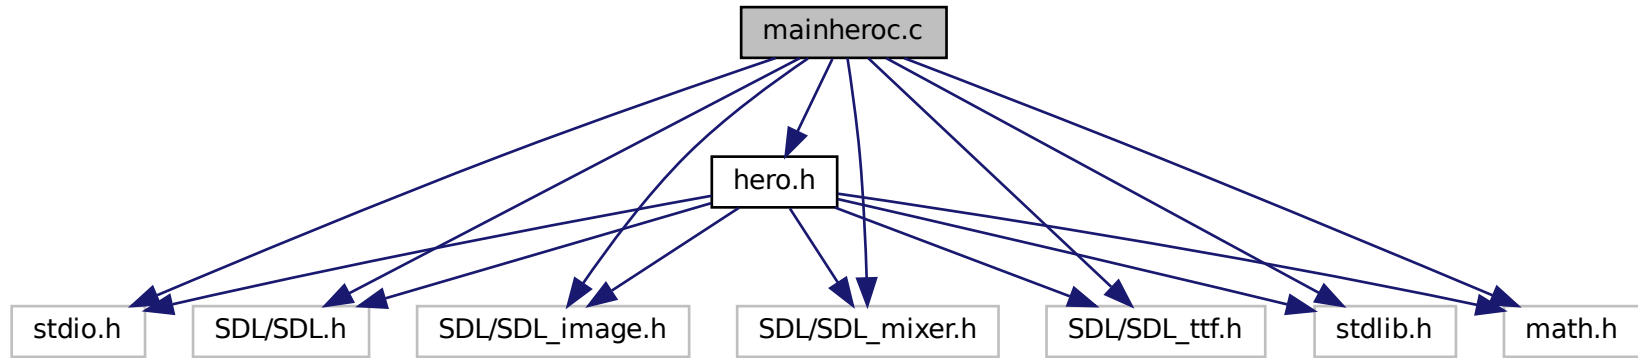 mainheroc.c
hero.h
stdio.h
SDL/SDL.h
SDL/SDL_image.h
SDL/SDL_mixer.h
SDL/SDL_ttf.h
stdlib.h
math.h